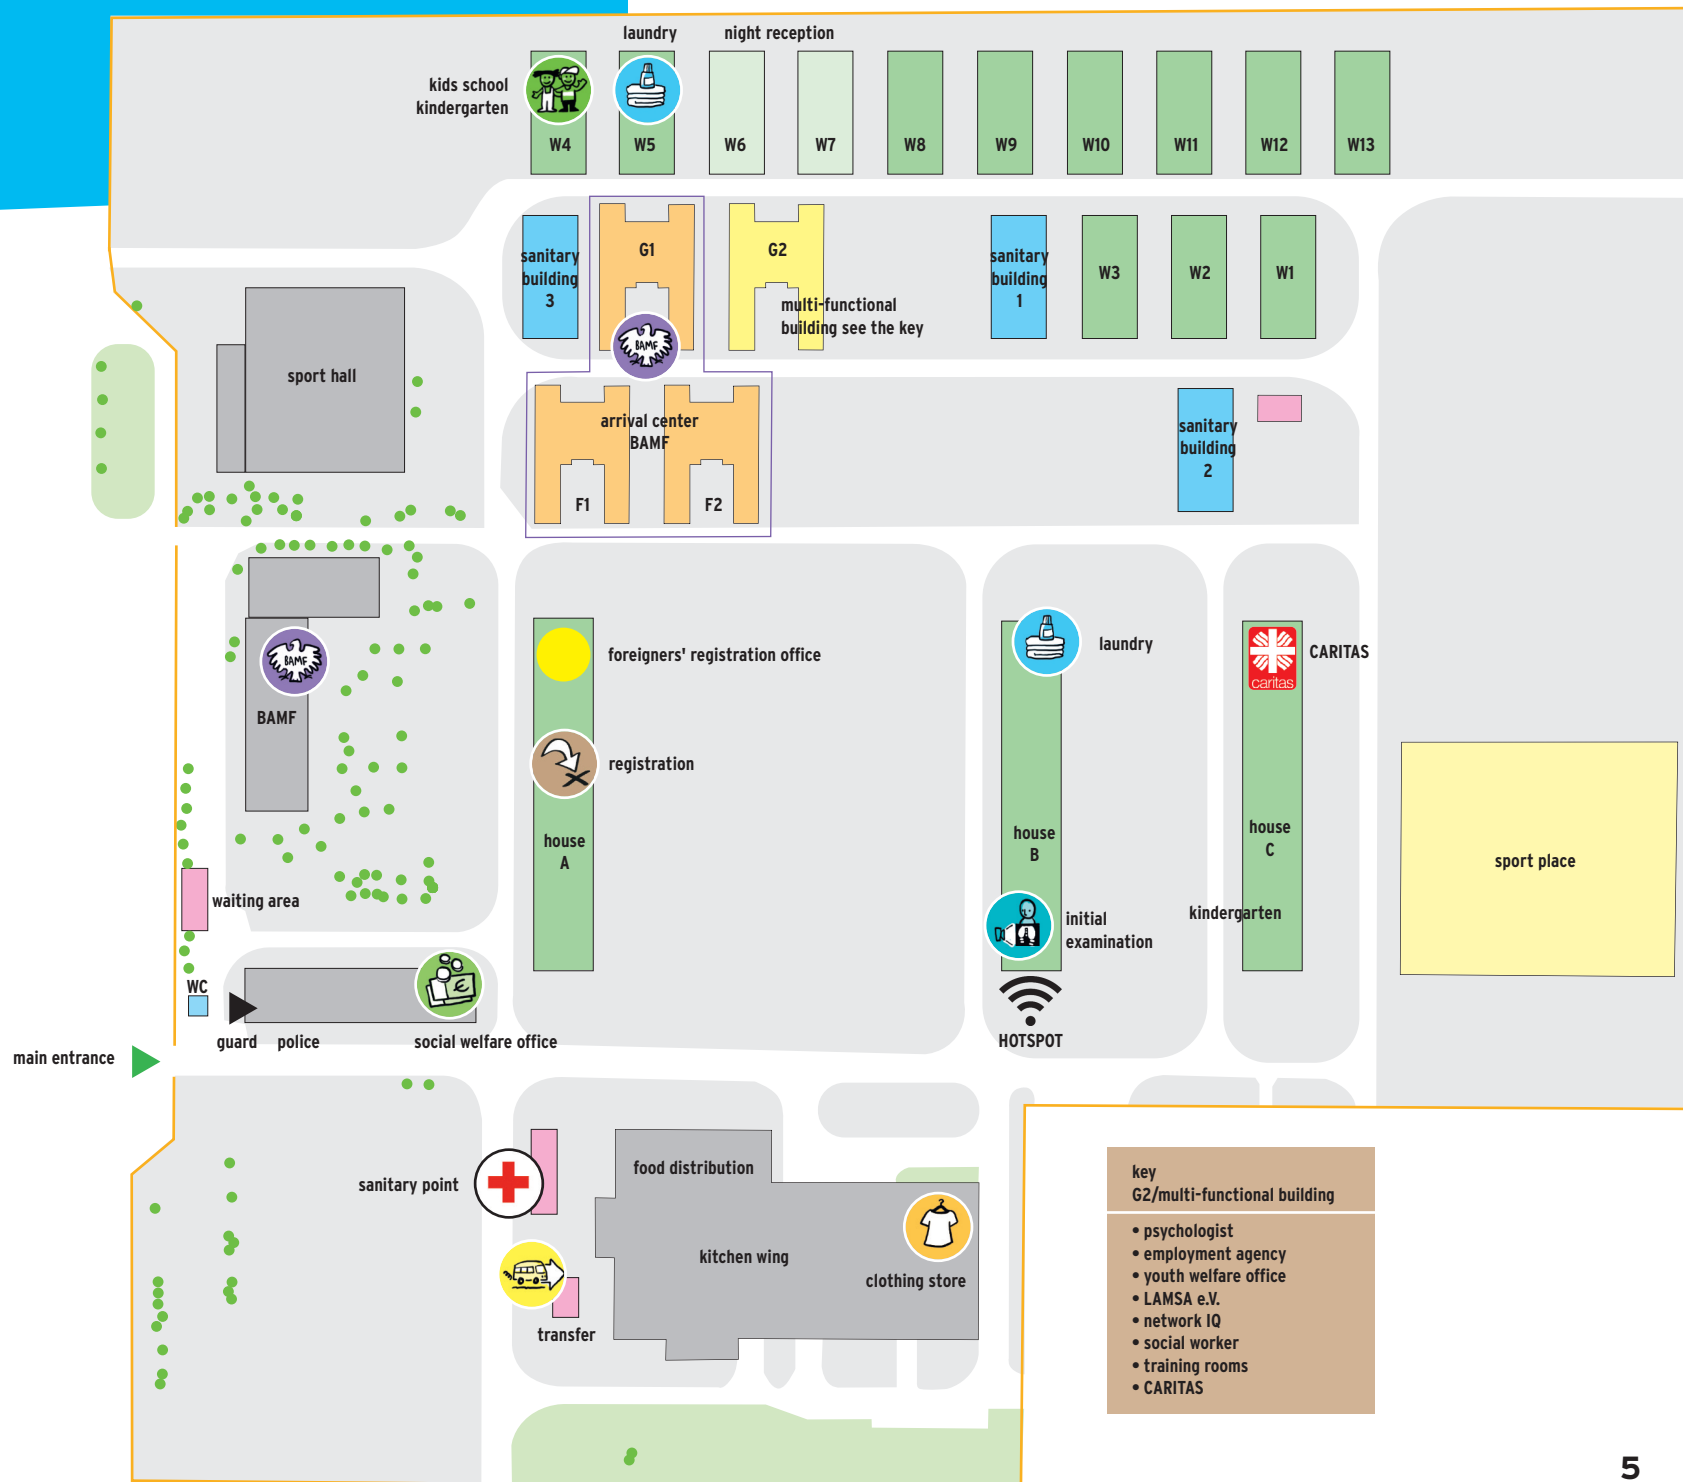 laundry
night reception
kids school
kindergarten
W4
W5
W6
W7
W8
W9
W10
W11
W12
W13
sanitary
building
3
G1
G2
multi-functional
building see the key
sanitary
building
1
W3
W2
W1
BAMF
sport hall
arrival center
BAMF
F1
F2
sanitary
building
2
foreigners' registration office
laundry
caritas
CARITAS
BAMF
BAMF
registration
house
A
house
B
house
C
sport place
waiting area
initial
examination
kindergarten
WC
guard
police
social welfare office
HOTSPOT
main entrance
sanitary point
food distribution
kitchen wing
clothing store
transfer
key
G2/multi-functional building
• psychologist
• employment agency
• youth welfare office
• LAMSA e.V.
• network IQ
• social worker
• training rooms
• CARITAS
5